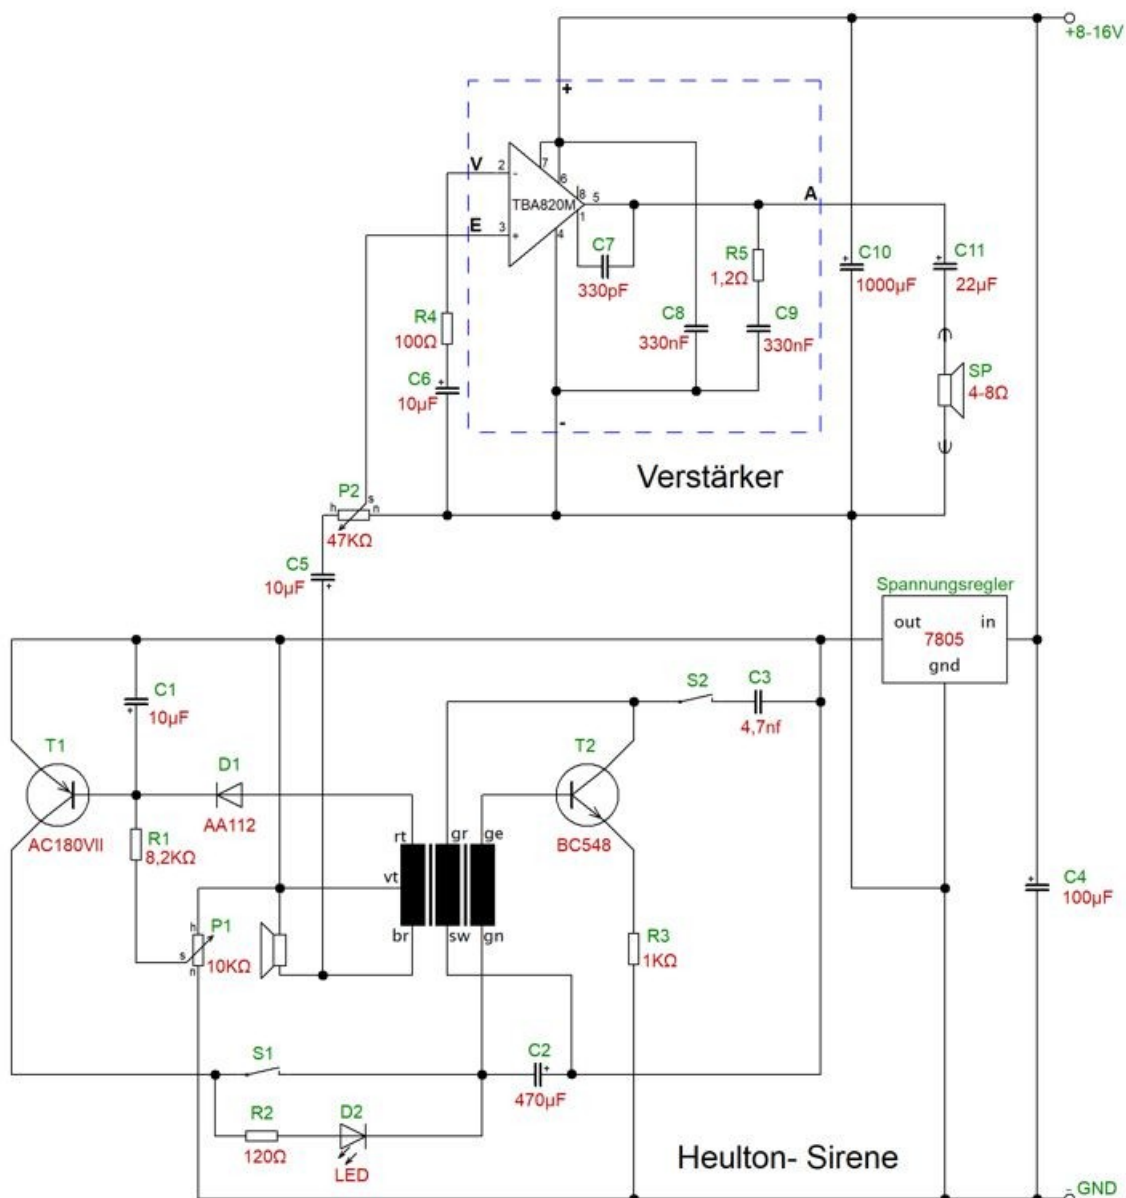 +8-16V
+
V
2
-
7
6
8
5
A
TBA820M
1
E
3
+
4
C7
330pF
R5
1,2Ω
C10
1000µF
C11
22µF
R4
100Ω
C8
330nF
C9
330nF
C6
10µF
SP
4-8Ω
-
Verstärker
P2
h
s
n
47KΩ
C5
10µF
Spannungsregler
out
in
7805
gnd
C1
10µF
S2
C3
4,7nf
T1
D1
T2
AC180VII
AA112
BC548
R1
8,2KΩ
rt
gr
ge
vt
br
sw
gn
C4
100µF
P1
h
s
n
10KΩ
R3
1KΩ
S1
C2
470µF
R2
120Ω
D2
LED
Heulton- Sirene
- GND